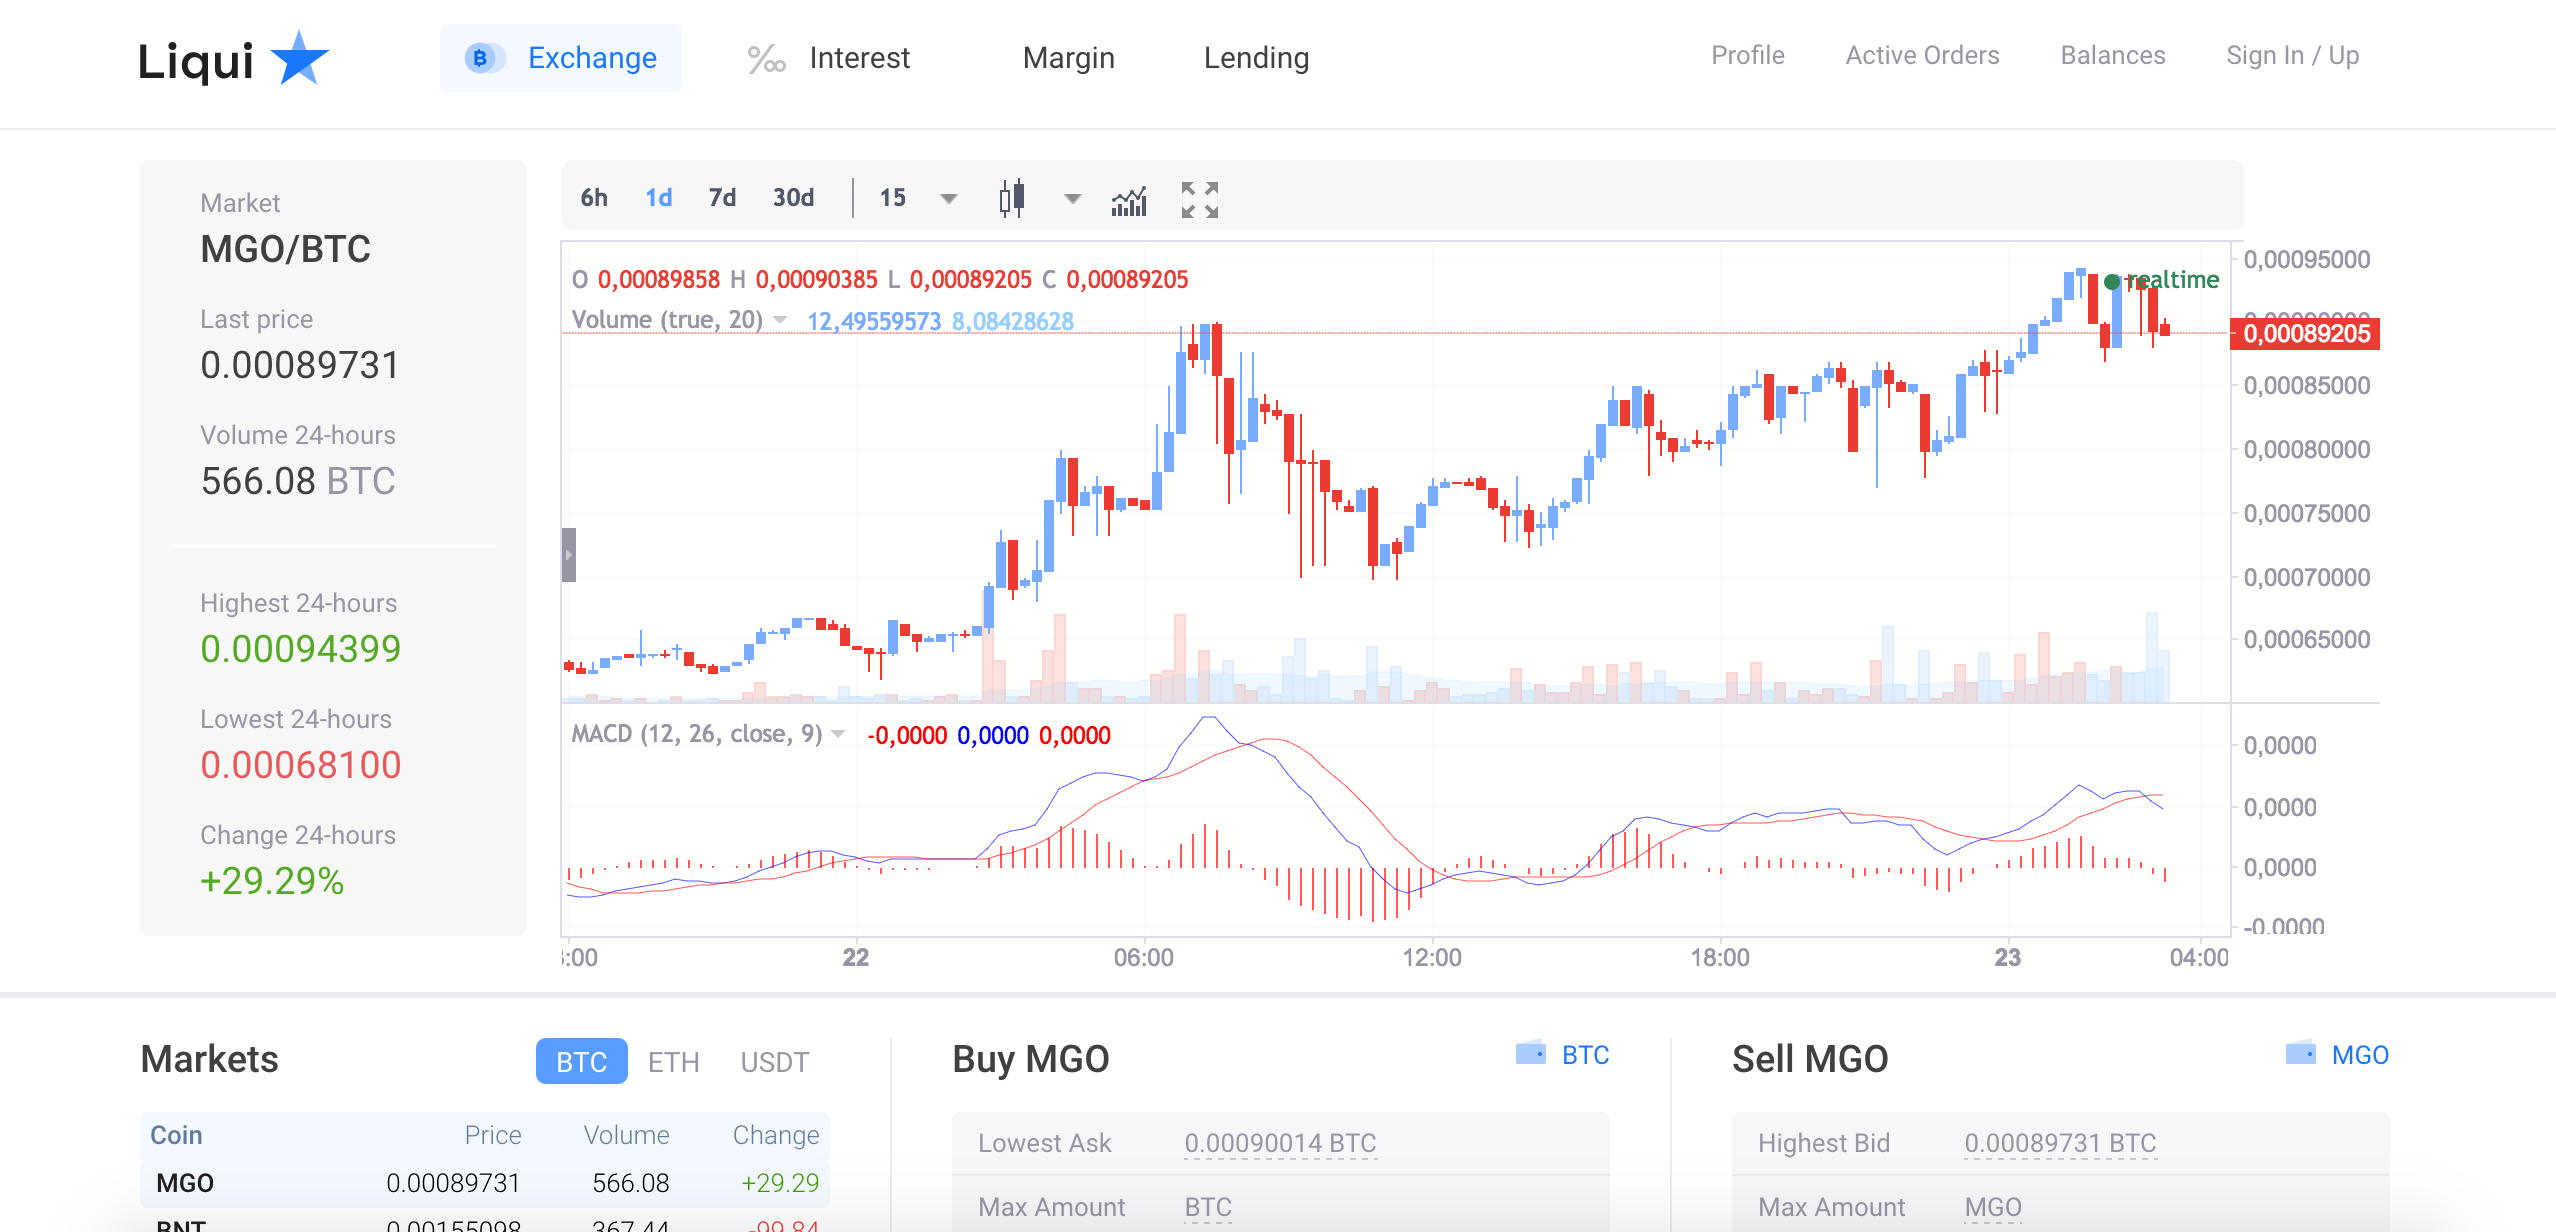 Liqui
Exchange
Interest
Margin
Lending
Profile
Active Orders
Balances
Sign In / Up
Market
MGO/BTC
Last price
0.00089731
Volume 24-hours
566.08 BTC
Highest 24-hours
0.00094399
Lowest 24-hours
0.00068100
Change 24-hours
+29.29%
6h 1d 7d 30d 15
O 0,00089858 H 0,00090385 L 0,00089205 C 0,00089205
realtime
Volume (true, 20) 12,49559573 8,08428628
0,00095000
0,00089205
0,00085000
0,00080000
0,00075000
0,00070000
0,00065000
MACD (12, 26, close, 9) -0,0000 0,0000 0,0000
0,0000
0,0000
0,0000
-0.0000
:00 22 06:00 12:00 18:00 23 04:00
Markets
BTC ETH USDT
Coin Price Volume Change
MGO 0.00089731 566.08 +29.29
BNT 0.00155098 367.44 -99.84
Buy MGO
BTC
Lowest Ask 0.00090014 BTC
Max Amount BTC
Sell MGO
MGO
Highest Bid 0.00089731 BTC
Max Amount MGO